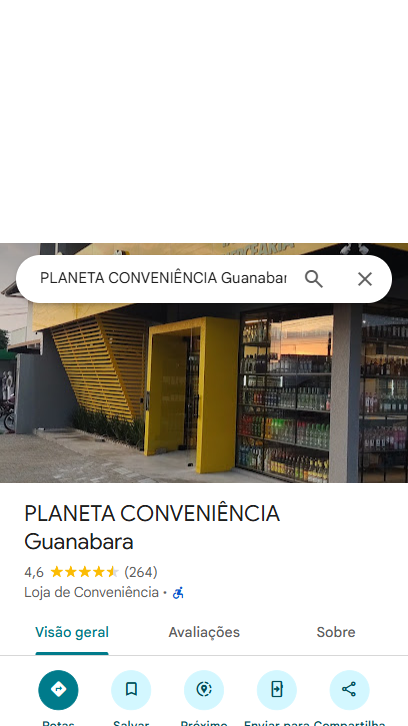 PLANETA CONVENIÊNCIA Guanabar
PLANETA CONVENIÊNCIA
Guanabara
4,6 (264)
Loja de Conveniência ·
Visão geral Avaliações Sobre
Rotas Salvar Próximo Enviar para Compartilha